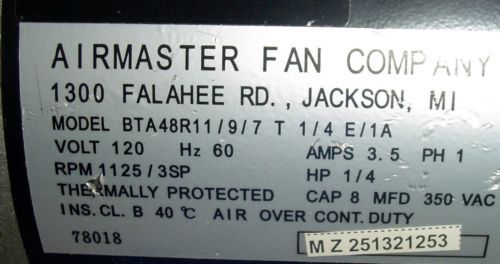 AIRMASTER FAN COMPANY
1300 FALAHEE RD., JACKSON, MI
MODEL BTA48R11/9/7 T 1/4 E/1A
VOLT 120 Hz 60 AMPS 3.5 PH 1
RPM 1125/3SP HP 1/4
THERMALLY PROTECTED CAP 8 MFD 350 VAC
INS.CL. B 40℃ AIR OVER CONT. DUTY
78018 MZ251321253